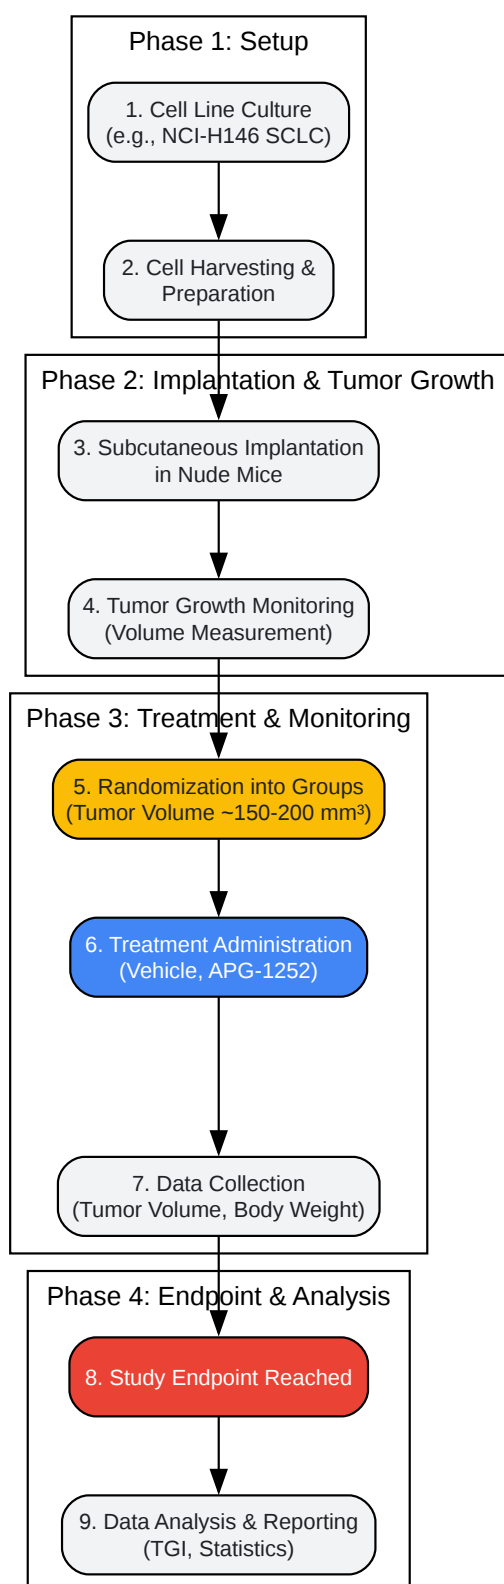 Phase 1: Setup
1. Cell Line Culture
(e.g., NCI-H146 SCLC)
2. Cell Harvesting &
Preparation
Phase 2: Implantation & Tumor Growth
3. Subcutaneous Implantation
in Nude Mice
4. Tumor Growth Monitoring
(Volume Measurement)
Phase 3: Treatment & Monitoring
5. Randomization into Groups
(Tumor Volume ~150-200 mm³)
6. Treatment Administration
(Vehicle, APG-1252)
7. Data Collection
(Tumor Volume, Body Weight)
Phase 4: Endpoint & Analysis
8. Study Endpoint Reached
9. Data Analysis & Reporting
(TGI, Statistics)